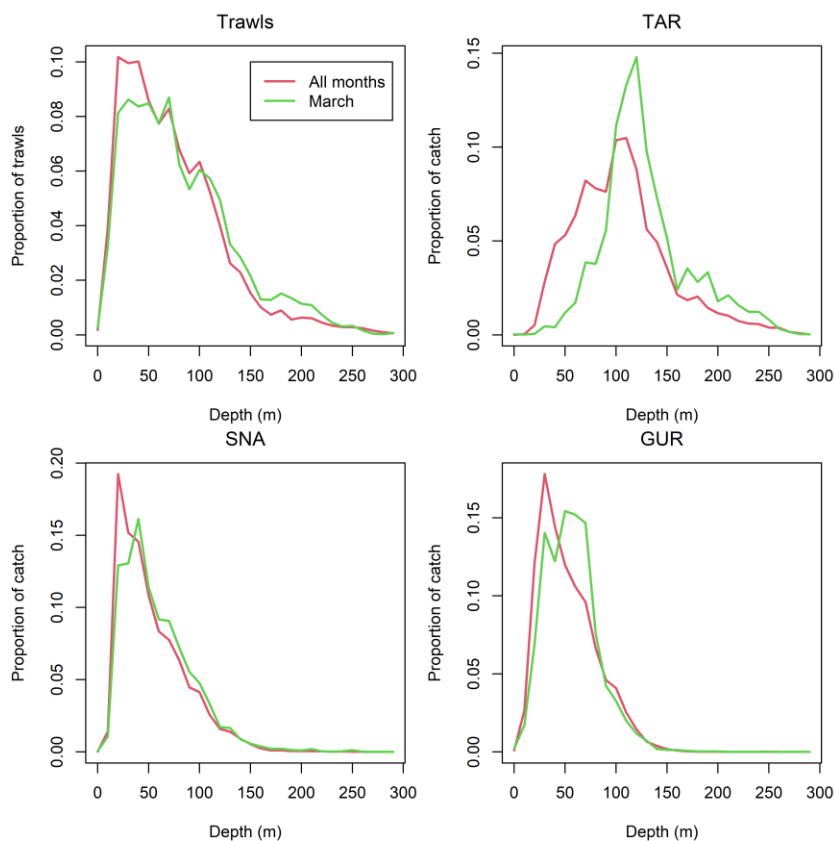 Trawls
Proportion of trawls
0.00 0.02 0.04 0.06 0.08 0.10
All months
March
0 50 100 150 200 250 300
Depth (m)
TAR
Proportion of catch
0.00 0.05 0.10 0.15
0 50 100 150 200 250 300
Depth (m)
SNA
Proportion of catch
0.00 0.05 0.10 0.15 0.20
0 50 100 150 200 250 300
Depth (m)
GUR
Proportion of catch
0.00 0.05 0.10 0.15
0 50 100 150 200 250 300
Depth (m)